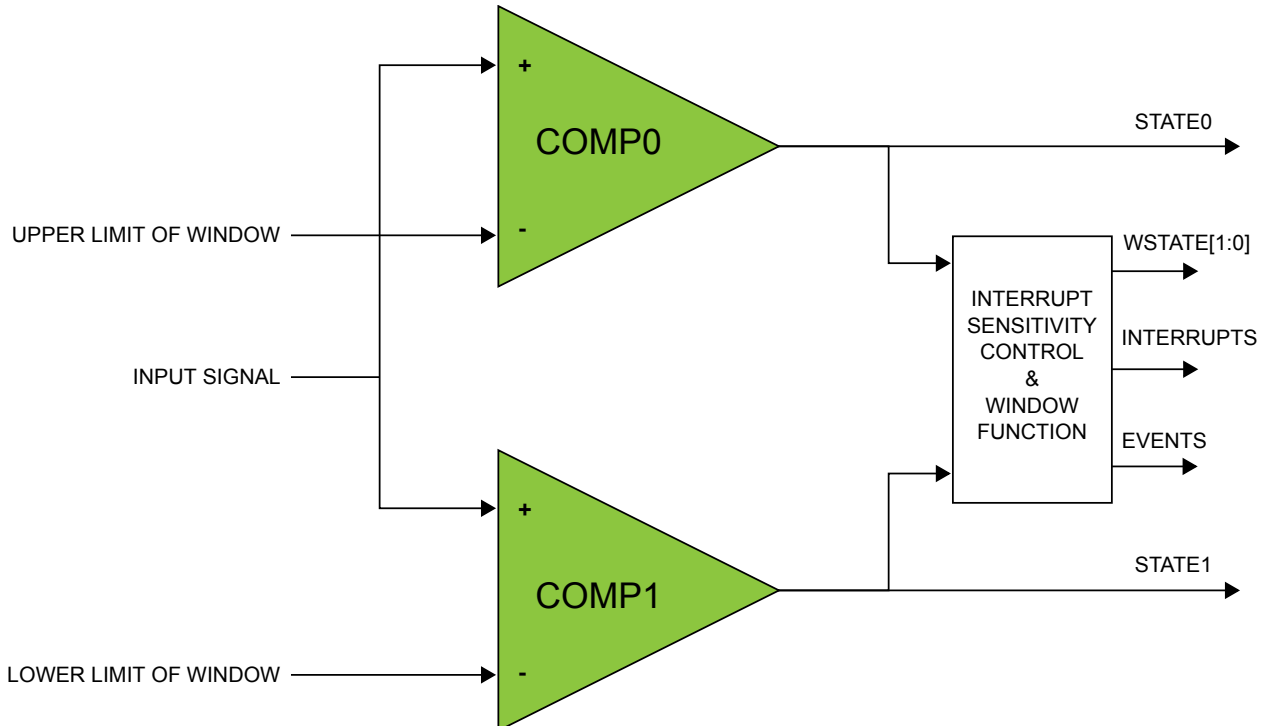 +
COMP0
-
STATE0
UPPER LIMIT OF WINDOW
INPUT SIGNAL
INTERRUPT
SENSITIVITY
CONTROL
&
WINDOW
FUNCTION
WSTATE[1:0]
INTERRUPTS
EVENTS
+
COMP1
-
STATE1
LOWER LIMIT OF WINDOW